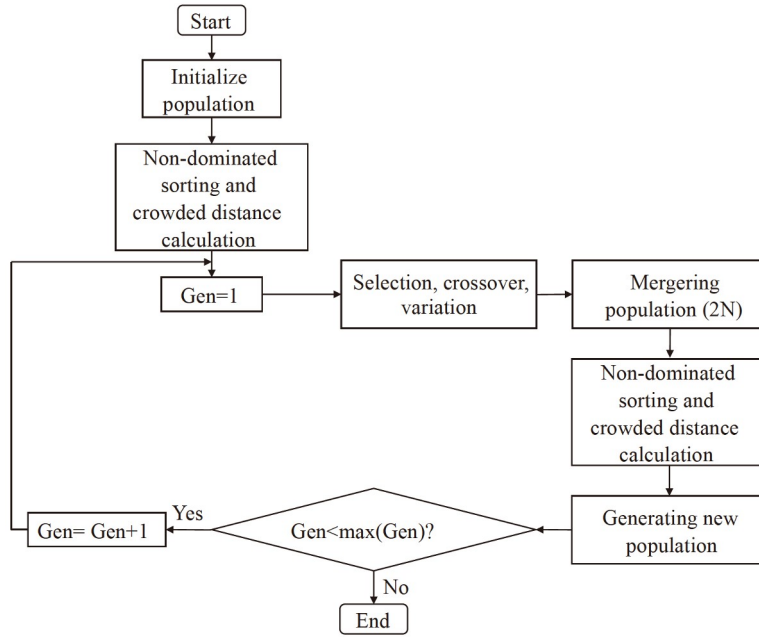 Start
Initialize
population
Non-dominated
sorting and
crowded distance
calculation
Gen=1
Selection, crossover,
variation
Mergering
population (2N)
Non-dominated
sorting and
crowded distance
calculation
Generating new
population
Gen<max(Gen)?
Yes
Gen= Gen+1
No
End